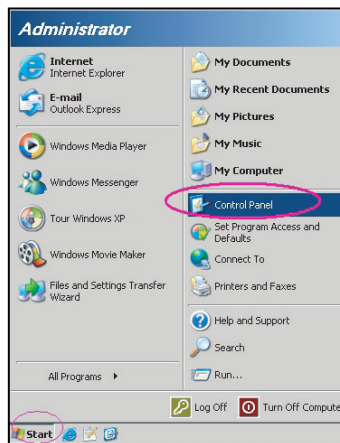 Administrator
Internet
Internet Explorer
E-mail
Outlook Express
Windows Media Player
Windows Messenger
Tour Windows XP
Windows Movie Maker
Files and Settings Transfer
Wizard
All Programs
My Documents
My Recent Documents
My Pictures
My Music
My Computer
Control Panel
Set Program Access and
Defaults
Connect To
Printers and Faxes
Help and Support
Search
Run...
Log Off
Turn Off Compute
Start